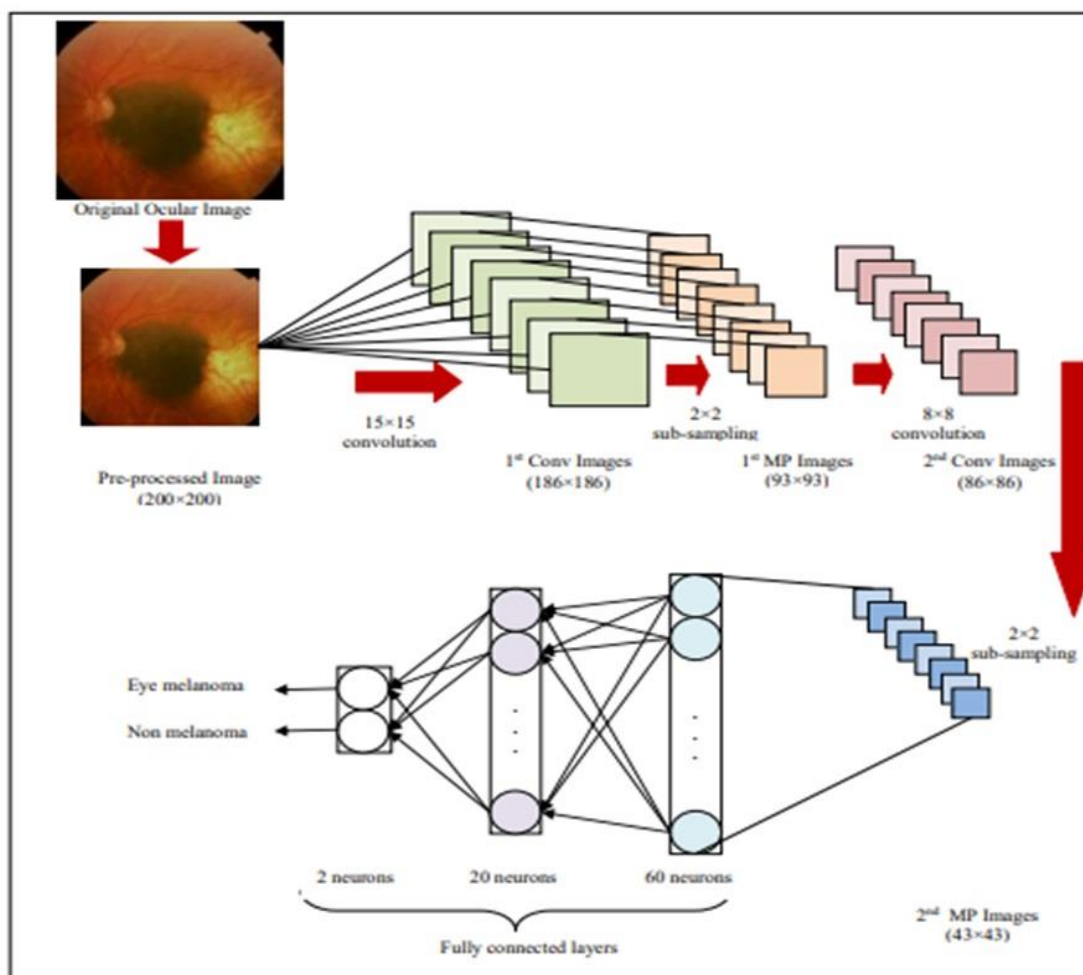 Original Ocular Image
15×15
convolution
2×2
sub-sampling
8×8
convolution
Pre-processed Image
(200×200)
1st Conv Images
(186×186)
1st MP Images
(93×93)
2nd Conv Images
(86×86)
2×2
sub-sampling
Eye melanoma
Non melanoma
2 neurons
20 neurons
60 neurons
Fully connected layers
2nd MP Images
(43×43)